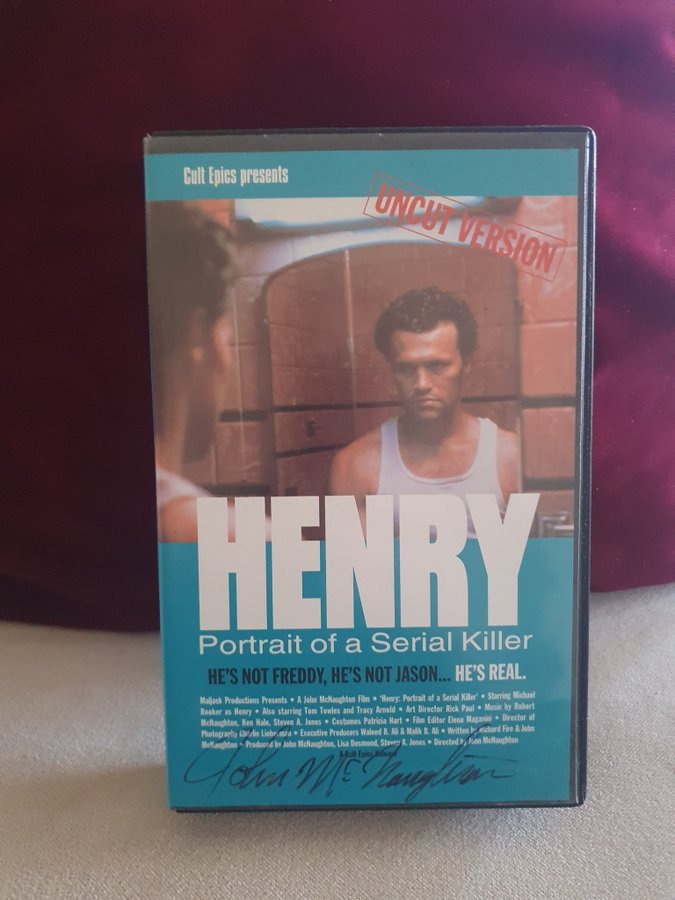 Cult Epics presents
UNCUT VERSION
HENRY
Portrait of a Serial Killer
HE'S NOT FREDDY, HE'S NOT JASON... HE'S REAL.
Maljack Productions Presents • A John McNaughton Film • 'Henry: Portrait of a Serial Killer' • Starring Michael
Rooker as Henry • Also starring Tom Towles and Tracy Arnold • Art Director Rick Paul • Music by Robert
McNaughton, Ken Hale, Steven A. Jones • Costumes Patricia Hart • Film Editor Elena Maganini • Director of
Photography Charlie Lieberman • Executive Producers Waleed B. Ali & Malik B. Ali • Written by Richard Fire & John
McNaughton • Produced by John McNaughton, Lisa Dedmond, Steven A. Jones • Directed by John McNaughton
A Cult Epics Release
John McNaughton